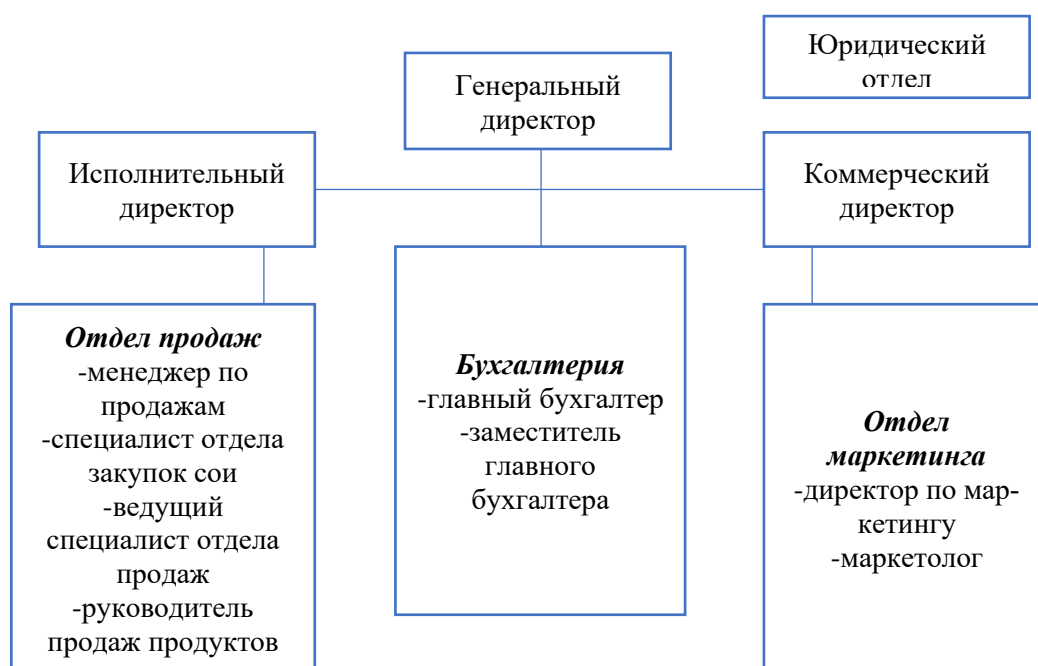 Юридический
отдел
Генеральный
директор
Исполнительный
директор
Коммерческий
директор
Отдел продаж
-менеджер по
продажам
-специалист отдела
закупок сои
-ведущий
специалист отдела
продаж
-руководитель
продаж продуктов
Бухгалтерия
-главный бухгалтер
-заместитель
главного
бухгалтера
Отдел
маркетинга
-директор по мар-
кетингу
-маркетолог